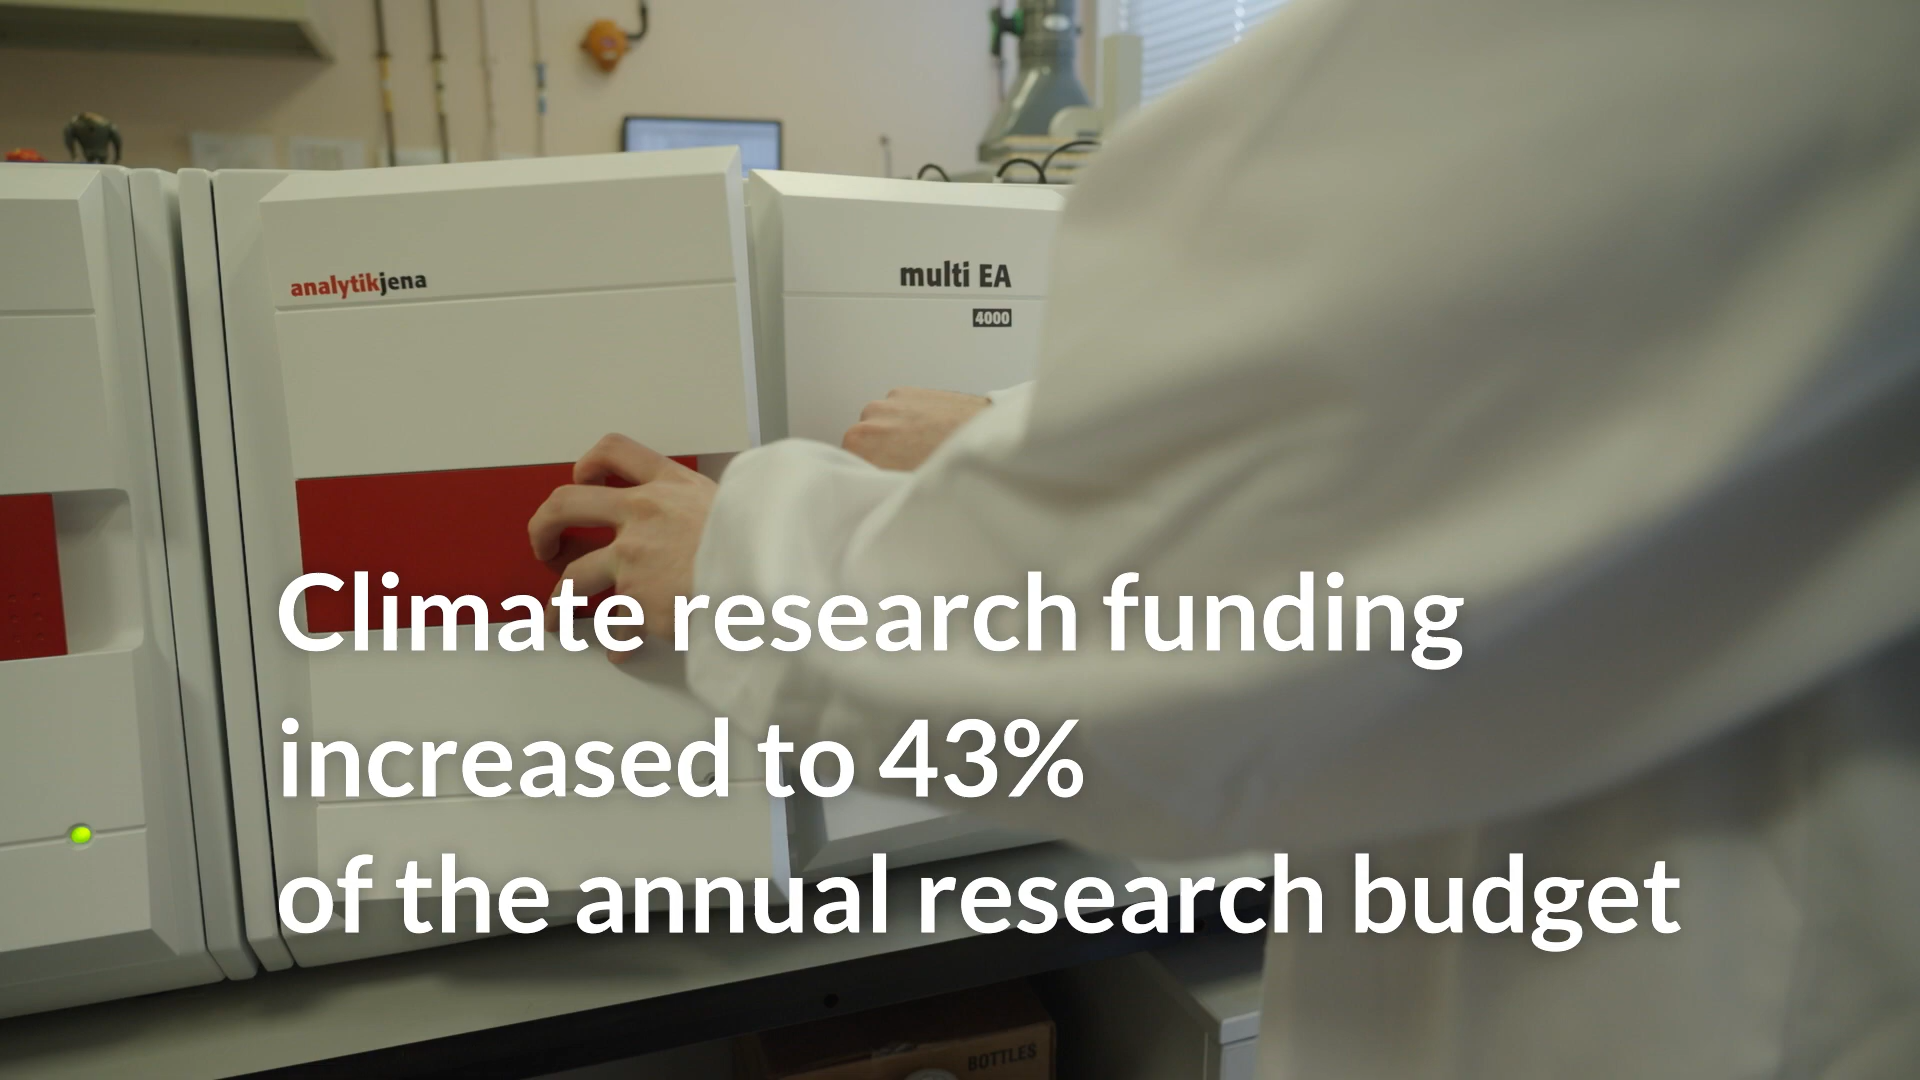 analytikjena
multi EA
4000
Climate research funding
increased to 43%
of the annual research budget
BOTTLES